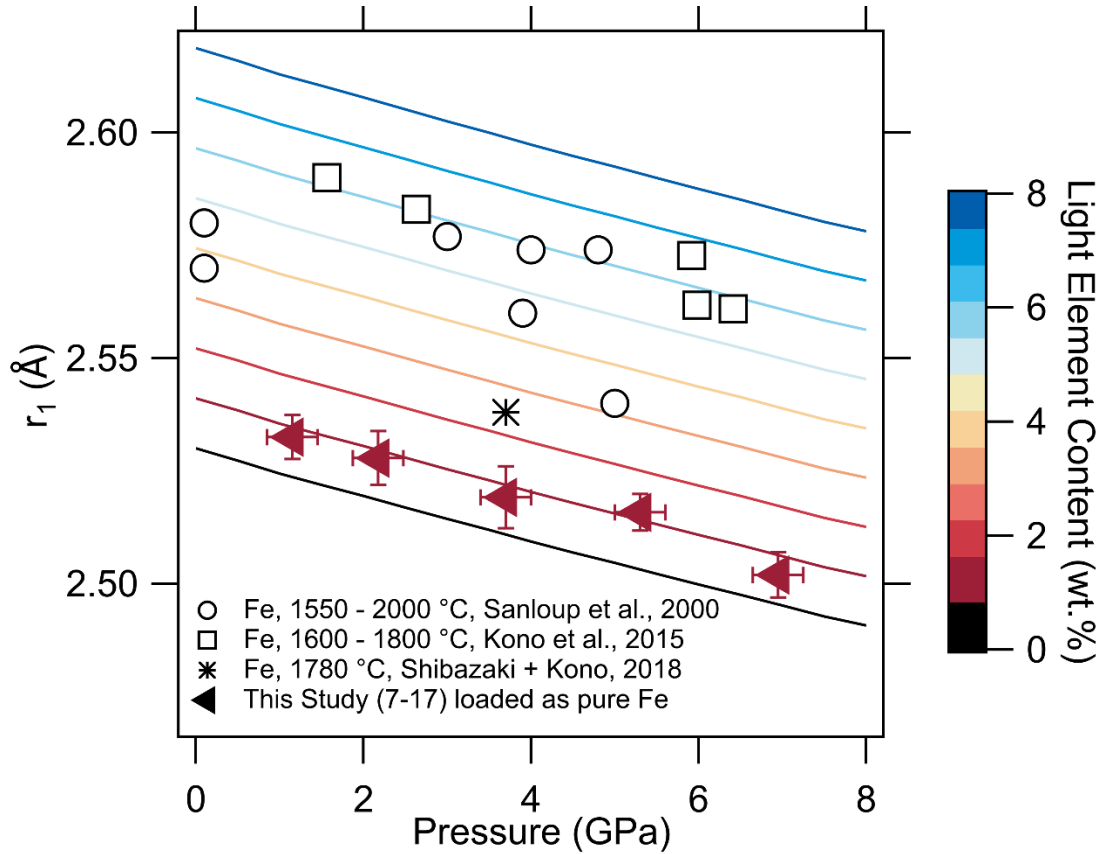 2.60
2.55
2.50
r₁ (Å)
Fe, 1550 - 2000 °C, Sanloup et al., 2000
Fe, 1600 - 1800 °C, Kono et al., 2015
Fe, 1780 °C, Shibazaki + Kono, 2018
This Study (7-17) loaded as pure Fe
0 2 4 6 8
Pressure (GPa)
8
6
4
2
0
Light Element Content (wt.%)